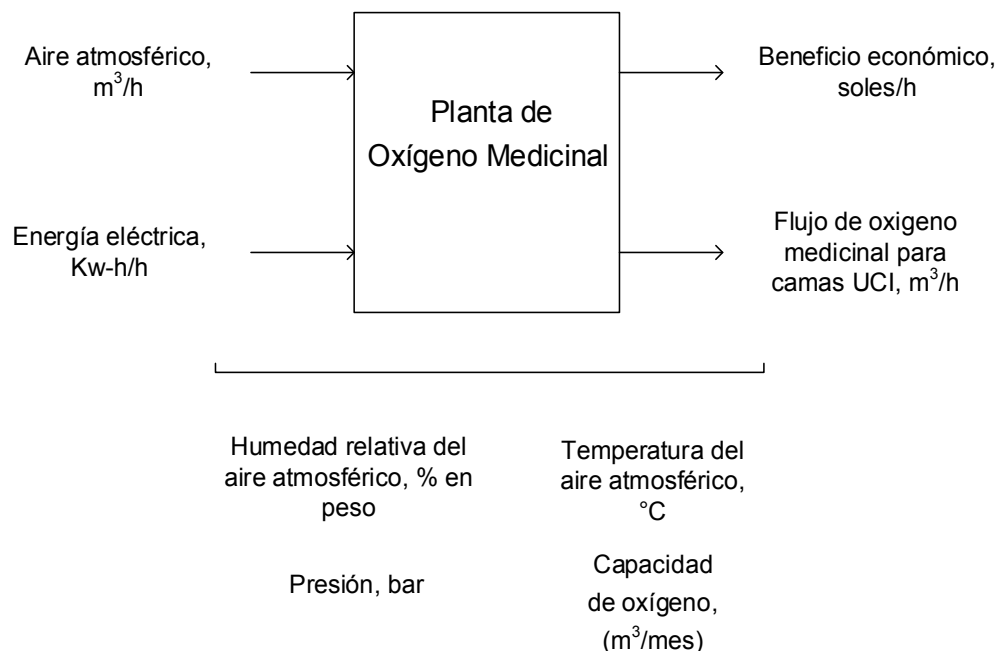 Aire atmosférico,
m³/h
Energía eléctrica,
Kw-h/h
Planta de
Oxígeno Medicinal
Beneficio económico,
soles/h
Flujo de oxigeno
medicinal para
camas UCI, m³/h
Humedad relativa del
aire atmosférico, % en
peso
Temperatura del
aire atmosférico,
°C
Presión, bar
Capacidad
de oxígeno,
(m³/mes)